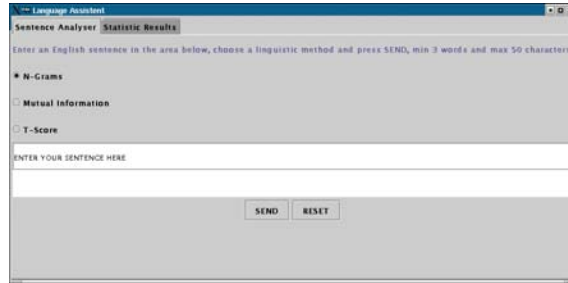 Language Assistent
Sentence Analyser Statistic Results
Enter an English sentence in the area below, choose a linguistic method and press SEND, min 3 words and max 50 characters
N-Grams
Mutual Information
T-Score
ENTER YOUR SENTENCE HERE
SEND RESET